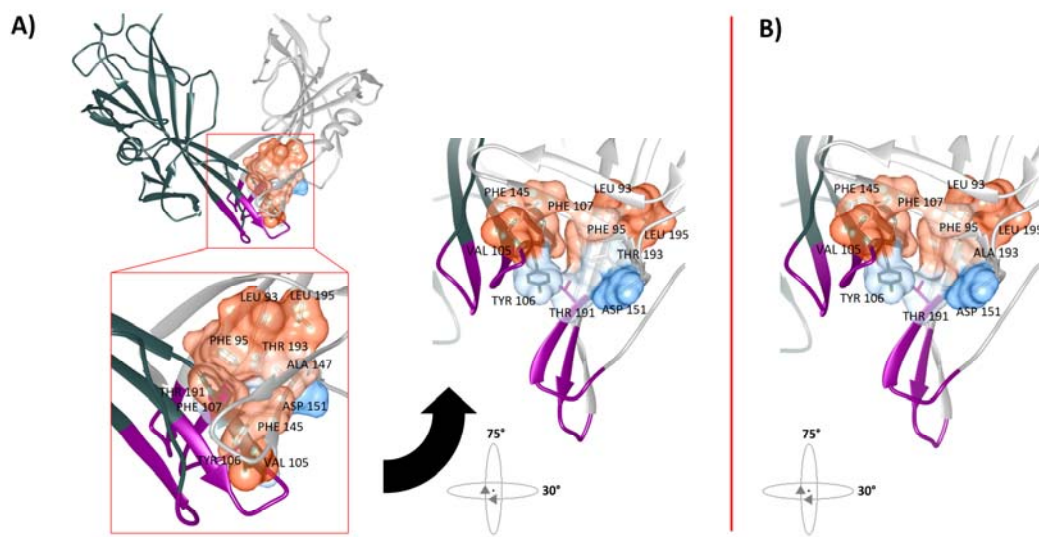 A)
LEU 93
LEU 195
PHE 95
THR 193
ALA 147
THR 191
PHE 107
ASP 151
PHE 145
TYR 106
VAL 105
PHE 145
LEU 93
PHE 107
PHE 95
LEU 195
VAL 105
THR 193
TYR 106
THR 191
ASP 151
75°
30°
B)
PHE 145
LEU 93
PHE 107
PHE 95
LEU 195
VAL 105
ALA 193
TYR 106
THR 191
ASP 151
75°
30°